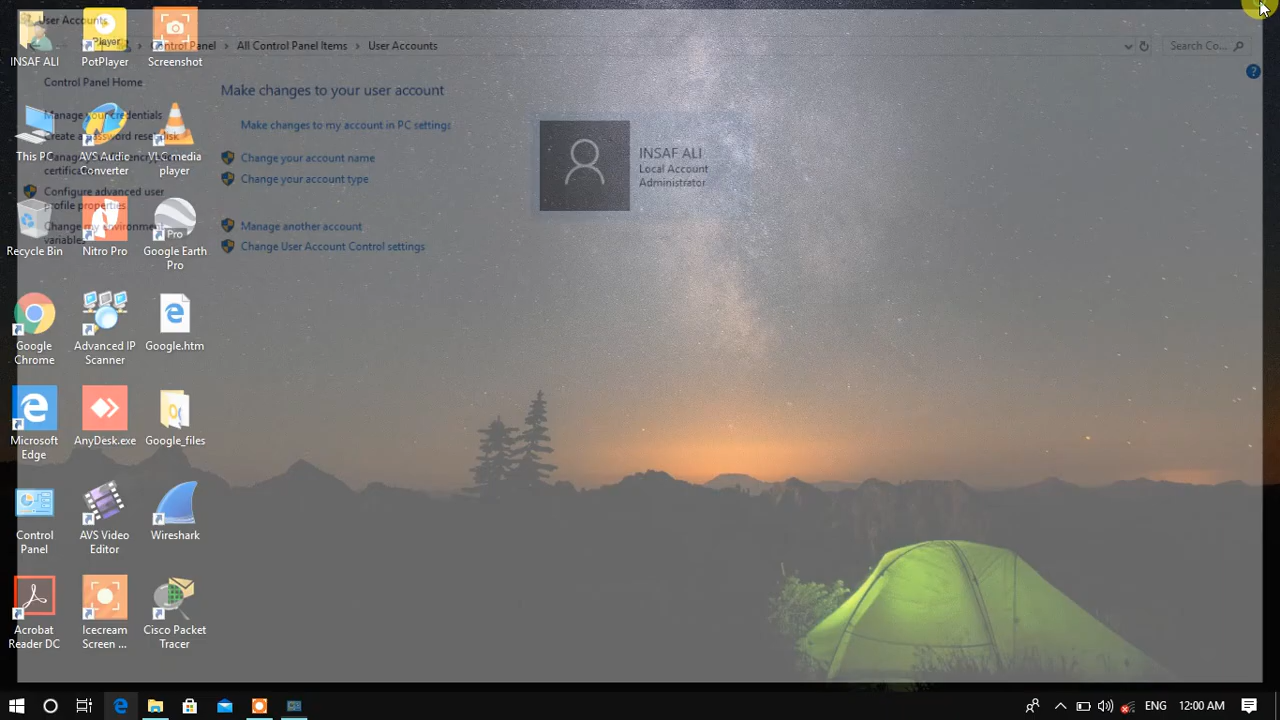 User Accounts
Control Panel
All Control Panel Items
User Accounts
Search Co...
Control Panel Home
Manage your credentials
Create a password reset disk
certificates
Configure advanced user
profile properties
Change my environment
variables
Make changes to your user account
Make changes to my account in PC settings
Change your account name
Change your account type
Manage another account
Change User Account Control settings
INSAF ALI
Local Account
Administrator
INSAF ALI
Player
PotPlayer
Screenshot
This PC
AVS Audio
Converter
VLC media
player
Recycle Bin
Nitro Pro
Pro
Google Earth
Pro
Google
Chrome
Advanced IP
Scanner
Google.htm
Microsoft
Edge
AnyDesk.exe
Google_files
Control
Panel
AVS Video
Editor
Wireshark
Acrobat
Reader DC
Icecream
Screen ...
Cisco Packet
Tracer
ENG
12:00 AM